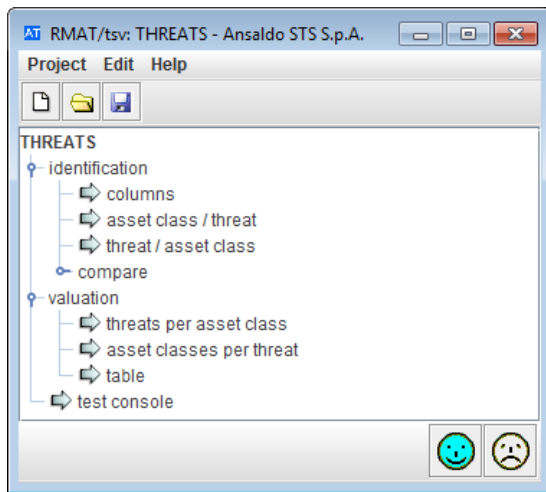 AT RMAT/tsv: THREATS - Ansaldo STS S.p.A.
Project Edit Help
THREATS
identification
columns
asset class / threat
threat / asset class
compare
valuation
threats per asset class
asset classes per threat
table
test console